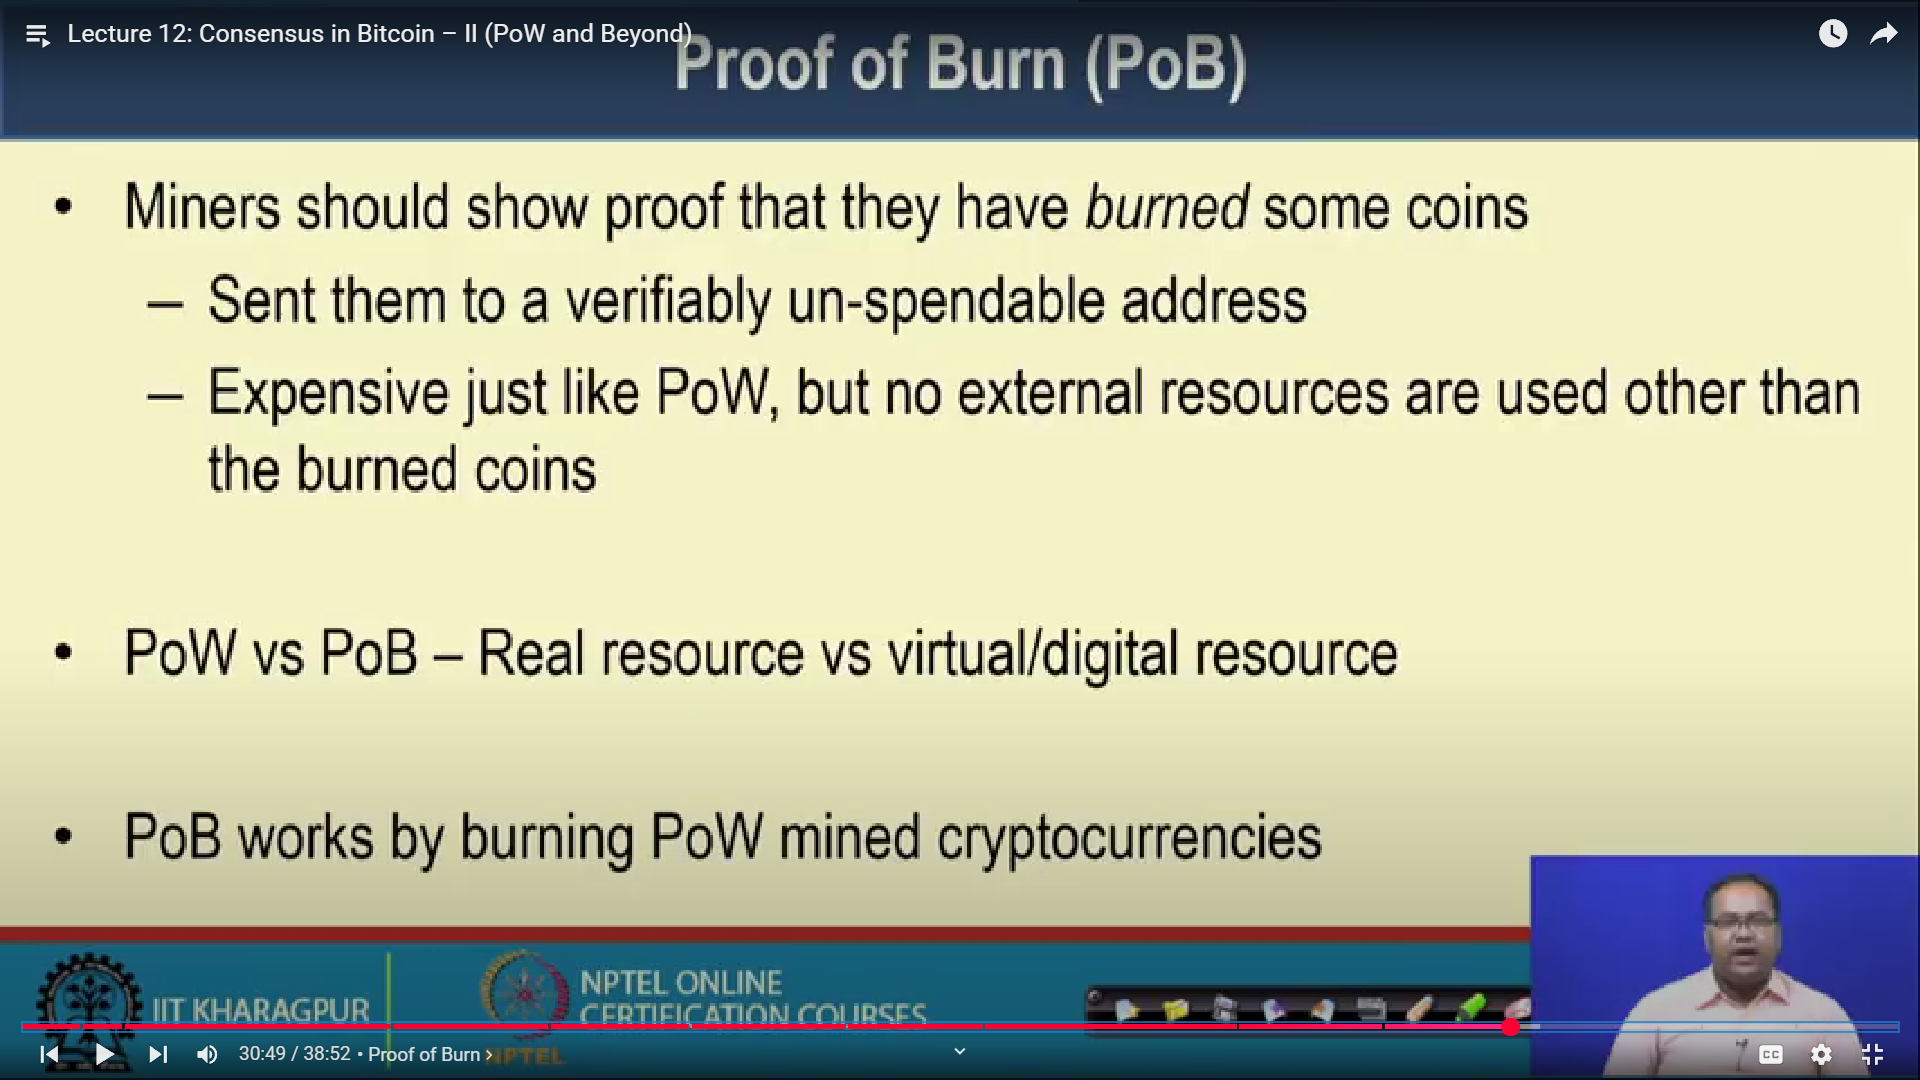 Lecture 12: Consensus in Bitcoin – II (PoW and Beyond)
Proof of Burn (PoB)
• Miners should show proof that they have burned some coins
– Sent them to a verifiably un-spendable address
– Expensive just like PoW, but no external resources are used other than
the burned coins
• PoW vs PoB – Real resource vs virtual/digital resource
• PoB works by burning PoW mined cryptocurrencies
IIT KHARAGPUR
NPTEL ONLINE
CERTIFICATION COURSES
NPTEL
30:49 / 38:52 • Proof of Burn ›
CC